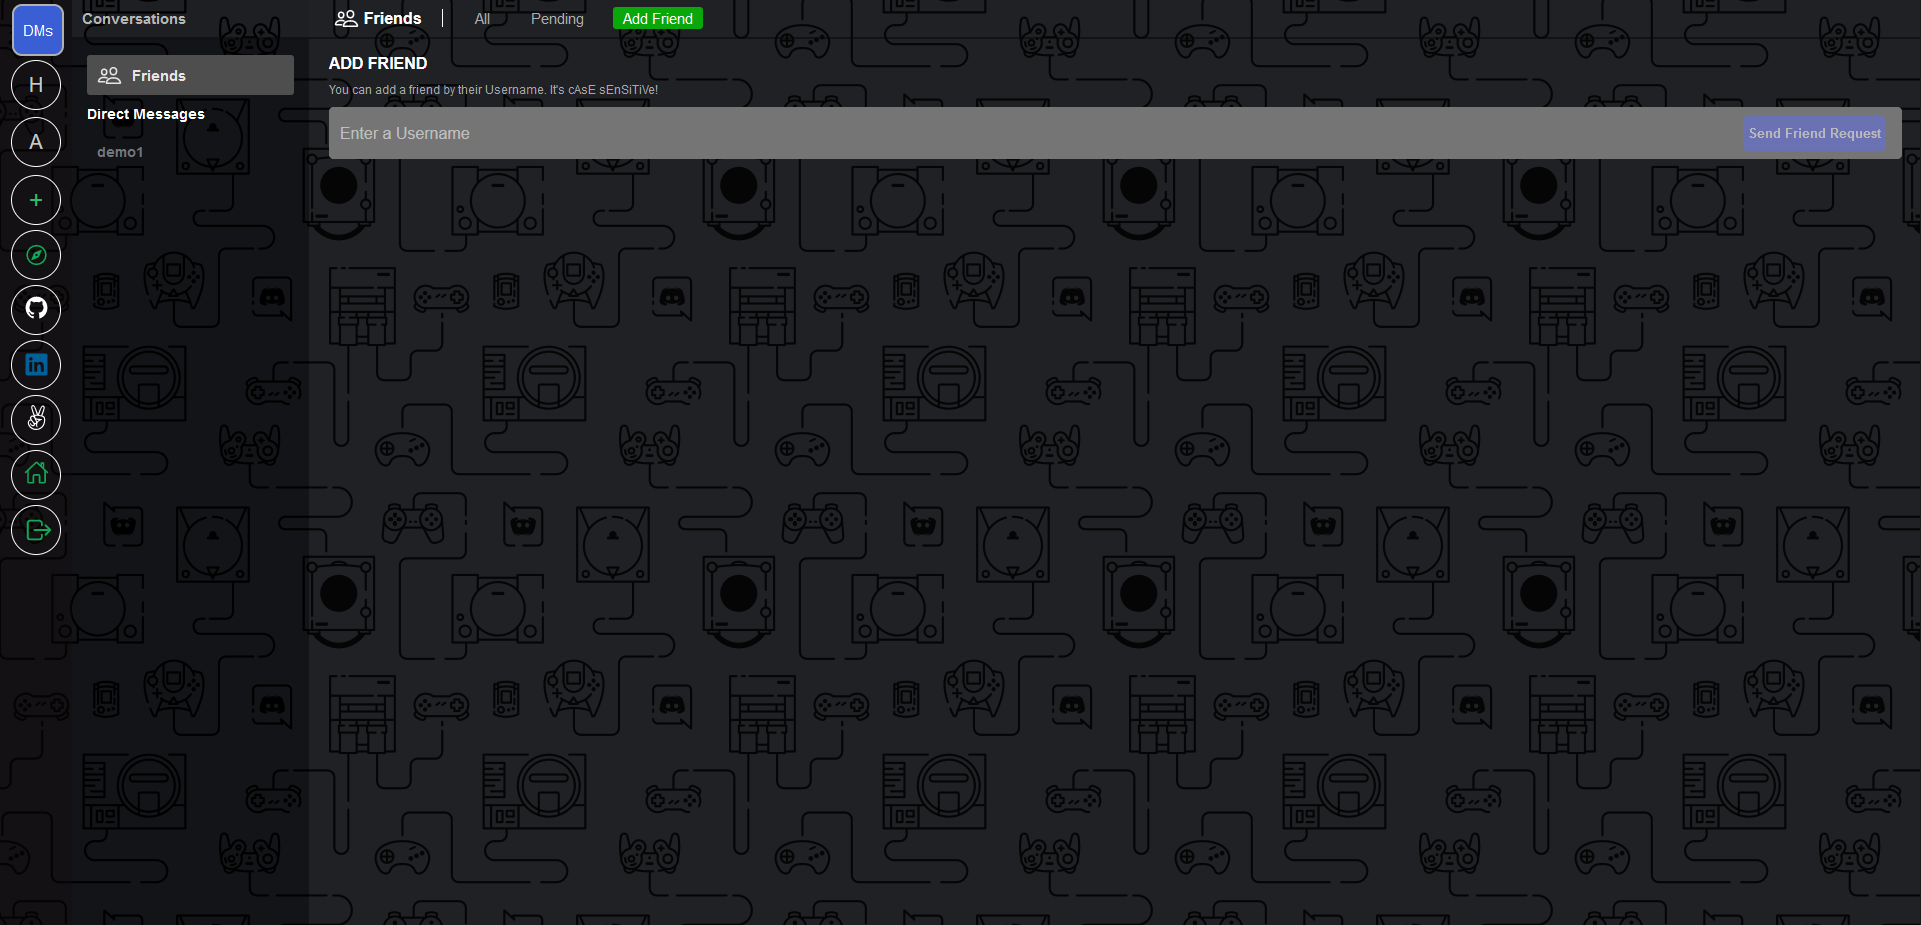 DMs
H
A
+
Conversations
Friends
Direct Messages
demo1
Friends
All
Pending
Add Friend
ADD FRIEND
You can add a friend by their Username. It's cAsE sEnSiTiVe!
Enter a Username
Send Friend Request
in